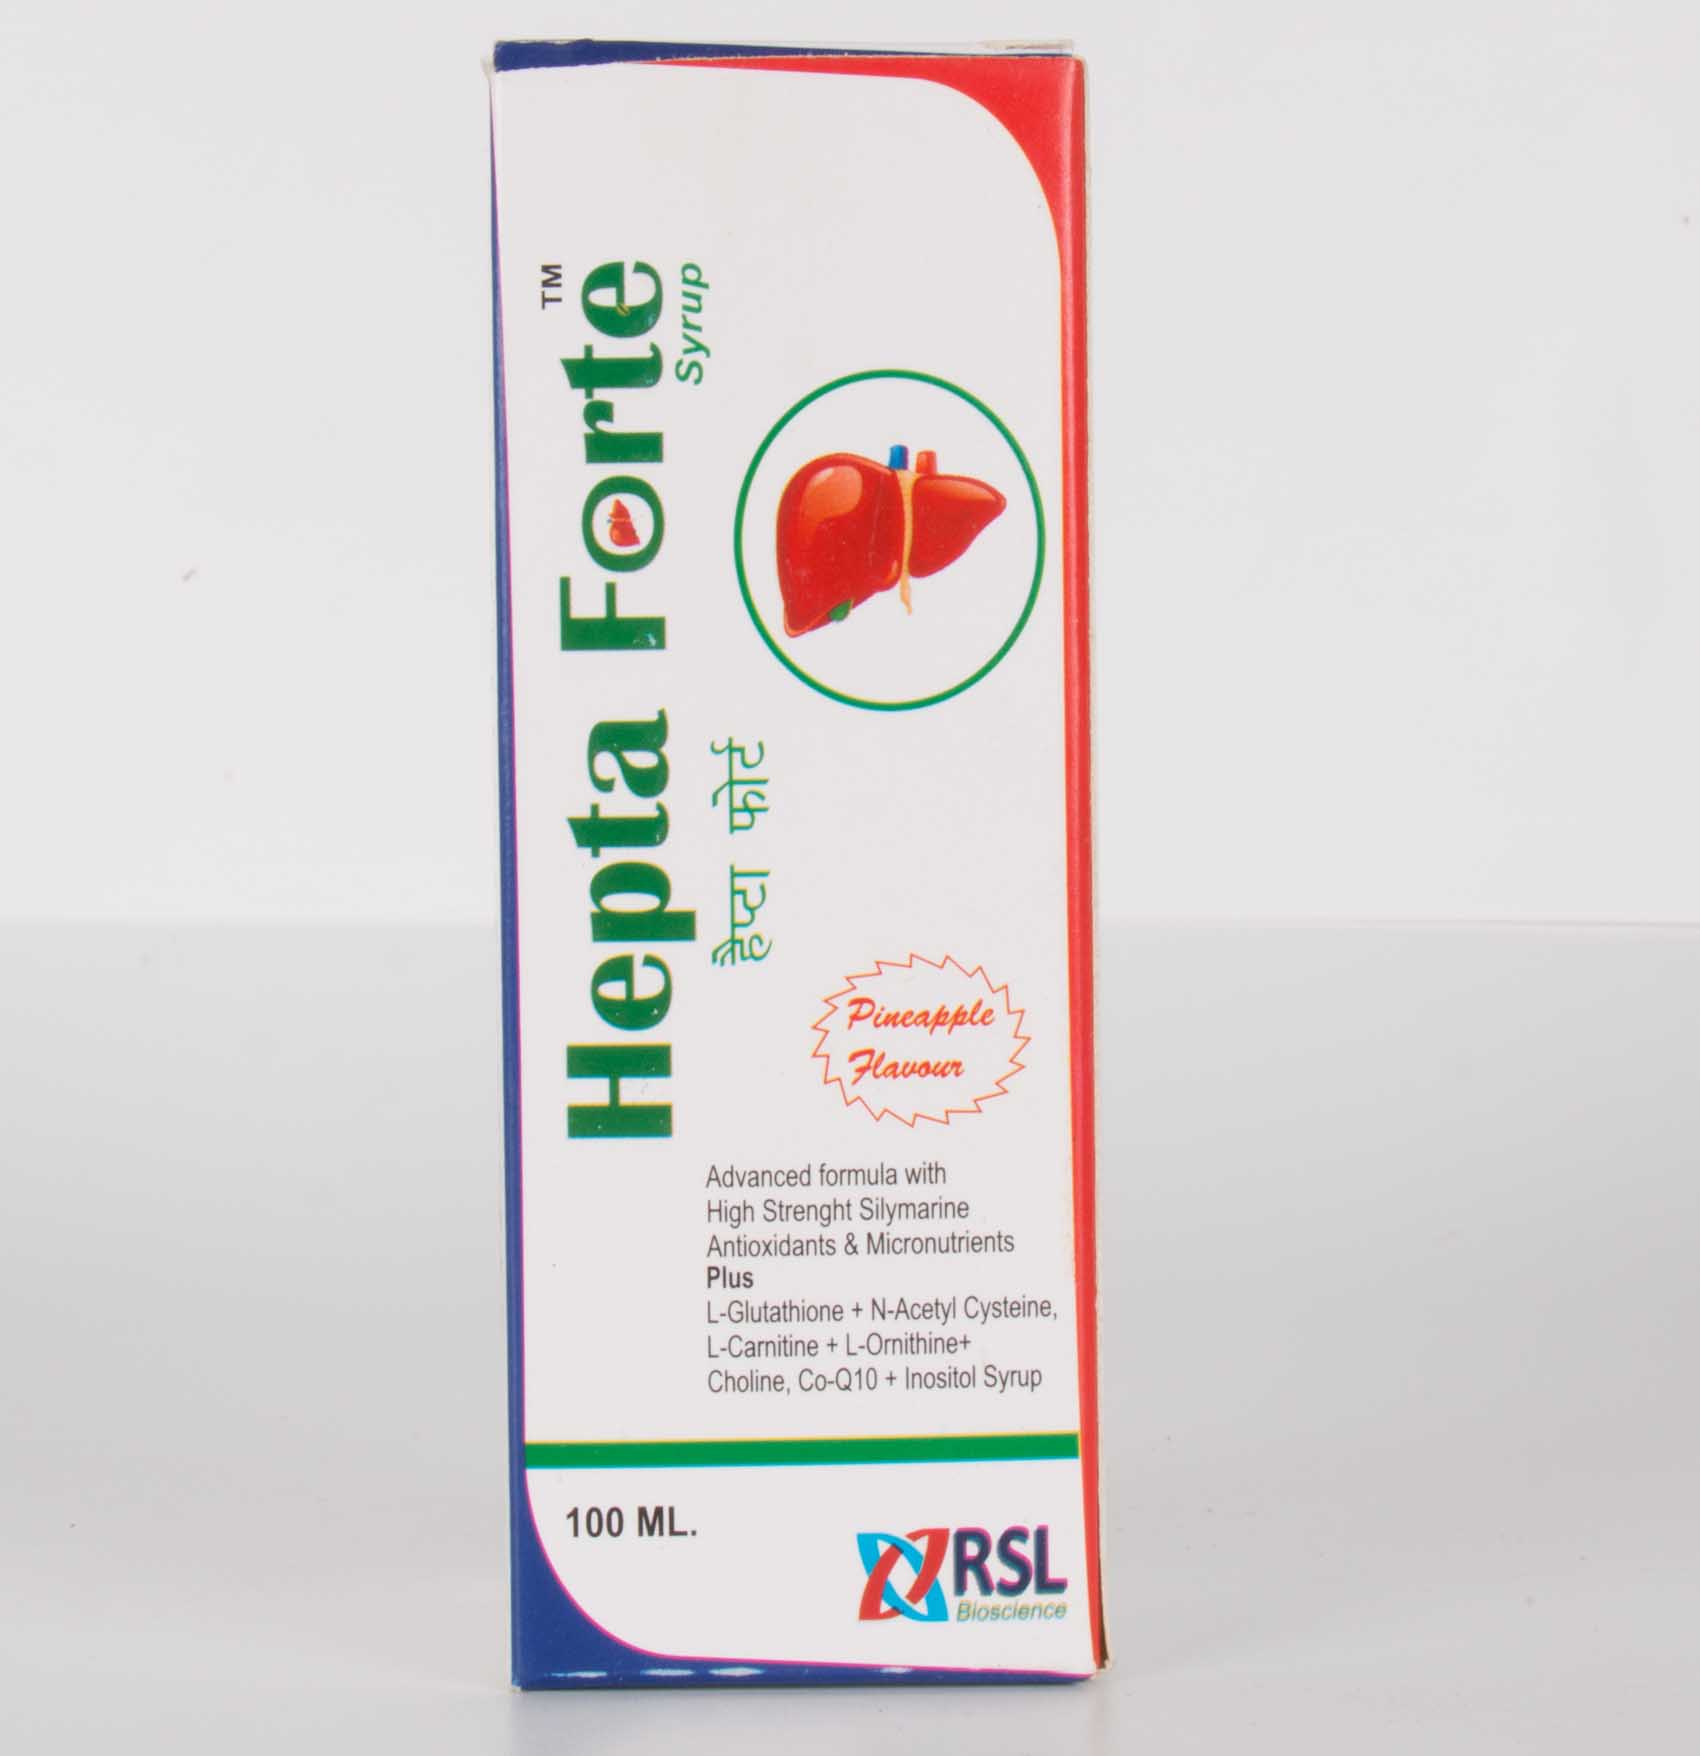 Hepta Forte™
Syrup
हैप्टा फोर्ट
Pineapple
Flavour
Advanced formula with
High Strenght Silymarine
Antioxidants & Micronutrients
Plus
L-Glutathione + N-Acetyl Cysteine,
L-Carnitine + L-Ornithine+
Choline, Co-Q10 + Inositol Syrup
100 ML.
RSL
Bioscience